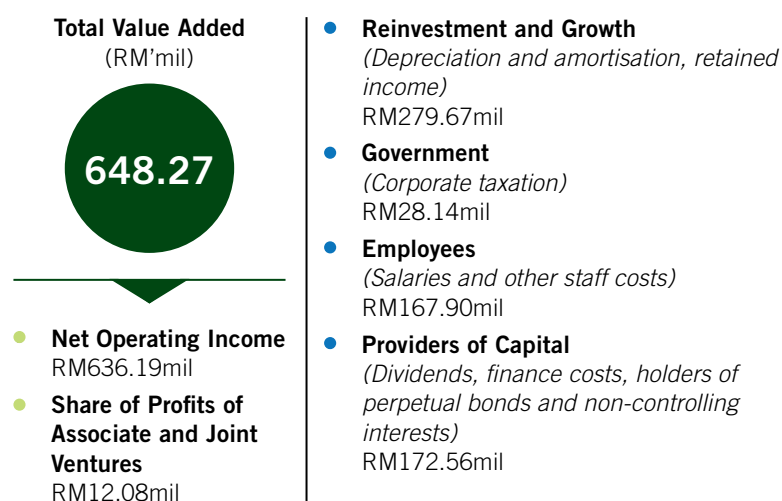 Total Value Added
(RM'mil)
648.27
Net Operating Income
RM636.19mil
Share of Profits of
Associate and Joint
Ventures
RM12.08mil
Reinvestment and Growth
(Depreciation and amortisation, retained
income)
RM279.67mil
Government
(Corporate taxation)
RM28.14mil
Employees
(Salaries and other staff costs)
RM167.90mil
Providers of Capital
(Dividends, finance costs, holders of
perpetual bonds and non-controlling
interests)
RM172.56mil